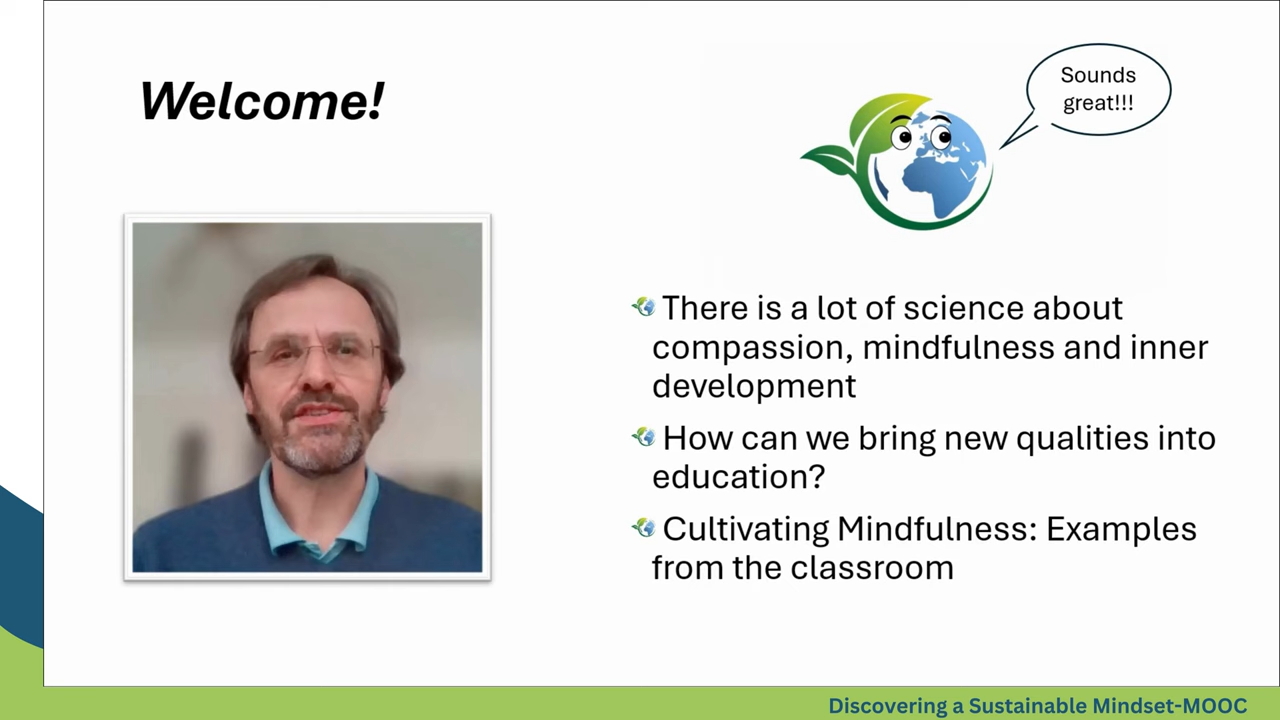 Welcome!
Sounds
great!!!
There is a lot of science about
compassion, mindfulness and inner
development
How can we bring new qualities into
education?
Cultivating Mindfulness: Examples
from the classroom
Discovering a Sustainable Mindset-MOOC